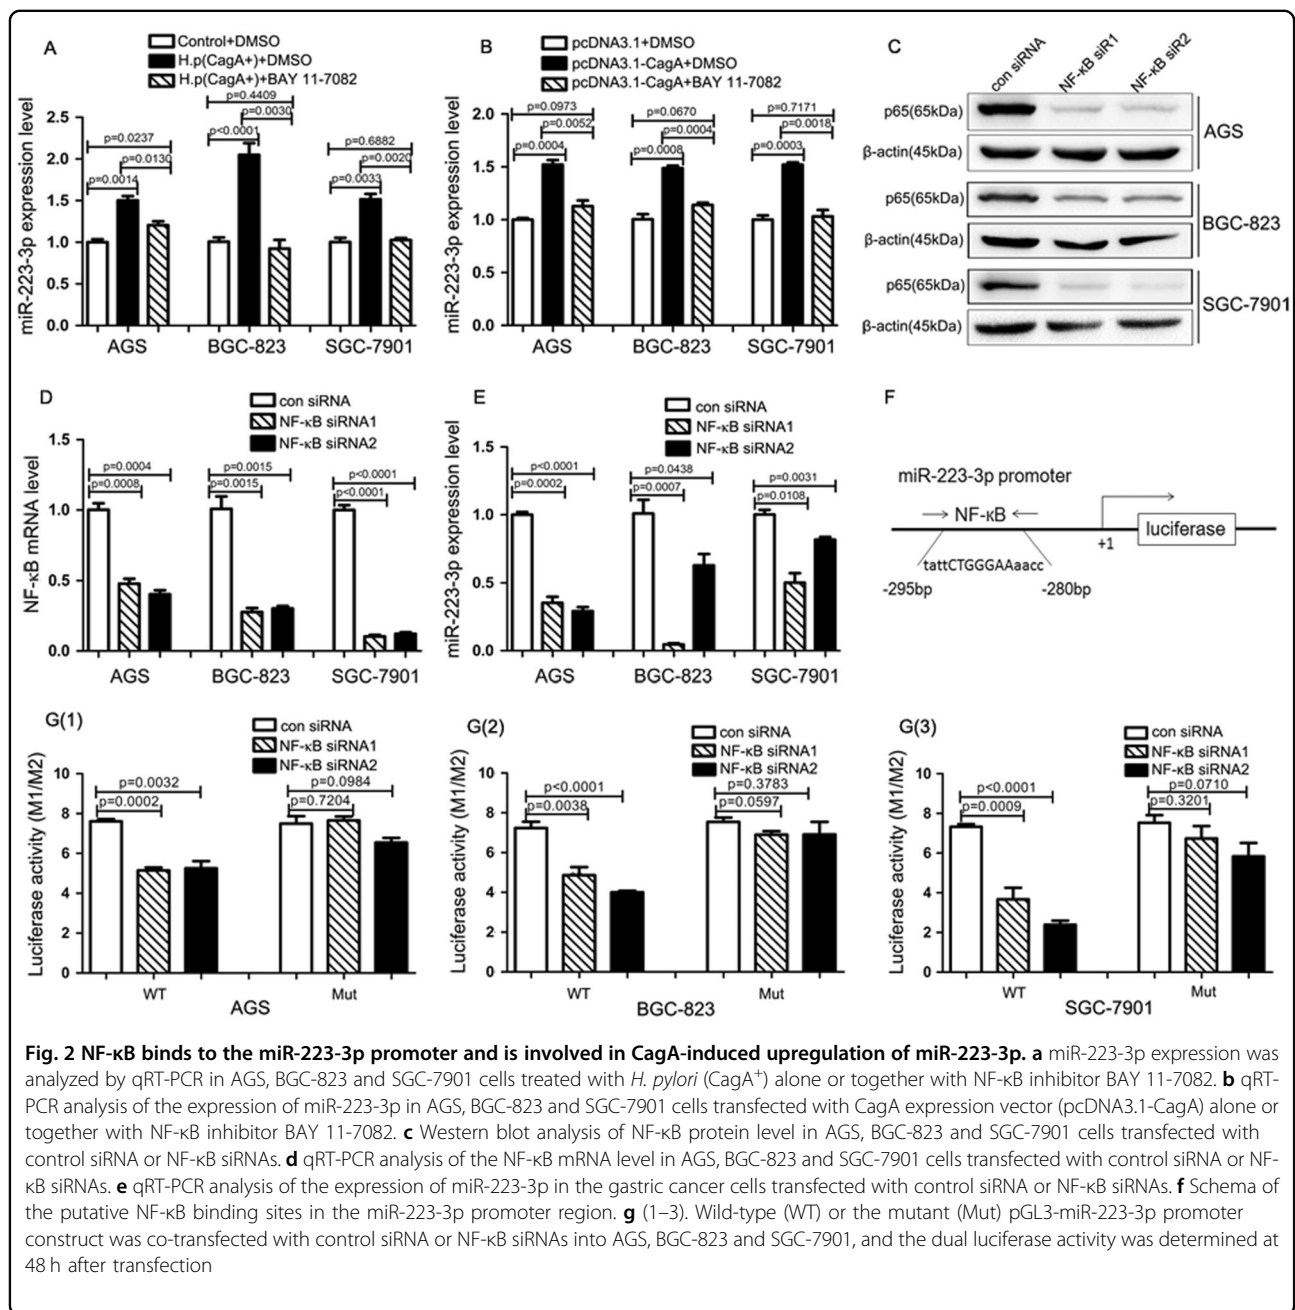 A
Control+DMSO
H.p(CagA+)+DMSO
H.p(CagA+)+BAY 11-7082
miR-223-3p expression level
2.5
2.0
1.5
1.0
0.5
0.0
p=0.0237
p=0.0130
p=0.0014
p=0.4409
p=0.0030
p<0.0001
p=0.6882
p=0.0020
p=0.0033
AGS
BGC-823
SGC-7901
B
pcDNA3.1+DMSO
pcDNA3.1-CagA+DMSO
pcDNA3.1-CagA+BAY 11-7082
miR-223-3p expression level
2.0
1.5
1.0
0.5
0.0
p=0.0973
p=0.0052
p=0.0004
p=0.0670
p=0.0004
p=0.0008
p=0.7171
p=0.0018
p=0.0003
AGS
BGC-823
SGC-7901
C
con siRNA
NF-κB siR1
NF-κB siR2
p65(65kDa)
β-actin(45kDa)
AGS
p65(65kDa)
β-actin(45kDa)
BGC-823
p65(65kDa)
β-actin(45kDa)
SGC-7901
D
con siRNA
NF-κB siRNA1
NF-κB siRNA2
NF-κB mRNA level
1.5
1.0
0.5
0.0
p=0.0004
p=0.0008
p=0.0015
p=0.0015
p<0.0001
p<0.0001
AGS
BGC-823
SGC-7901
E
con siRNA
NF-κB siRNA1
NF-κB siRNA2
miR-223-3p expression level
1.5
1.0
0.5
0.0
p<0.0001
p=0.0002
p=0.0438
p=0.0007
p=0.0031
p=0.0108
AGS
BGC-823
SGC-7901
F
miR-223-3p promoter
NF-κB
+1
luciferase
tattCTGGGAAaacc
-295bp
-280bp
G(1)
con siRNA
NF-κB siRNA1
NF-κB siRNA2
Luciferase activity (M1/M2)
10
8
6
4
2
0
p=0.0032
p=0.0002
p=0.0984
p=0.7204
WT
Mut
AGS
G(2)
con siRNA
NF-κB siRNA1
NF-κB siRNA2
Luciferase activity (M1/M2)
10
8
6
4
2
0
p<0.0001
p=0.0038
p=0.3783
p=0.0597
WT
Mut
BGC-823
G(3)
con siRNA
NF-κB siRNA1
NF-κB siRNA2
Luciferase activity (M1/M2)
10
8
6
4
2
0
p<0.0001
p=0.0009
p=0.0710
p=0.3201
WT
Mut
SGC-7901
Fig. 2 NF-κB binds to the miR-223-3p promoter and is involved in CagA-induced upregulation of miR-223-3p. a miR-223-3p expression was
analyzed by qRT-PCR in AGS, BGC-823 and SGC-7901 cells treated with H. pylori (CagA⁺) alone or together with NF-κB inhibitor BAY 11-7082. b qRT-
PCR analysis of the expression of miR-223-3p in AGS, BGC-823 and SGC-7901 cells transfected with CagA expression vector (pcDNA3.1-CagA) alone or
together with NF-κB inhibitor BAY 11-7082. c Western blot analysis of NF-κB protein level in AGS, BGC-823 and SGC-7901 cells transfected with
control siRNA or NF-κB siRNAs. d qRT-PCR analysis of the NF-κB mRNA level in AGS, BGC-823 and SGC-7901 cells transfected with control siRNA or NF-
κB siRNAs. e qRT-PCR analysis of the expression of miR-223-3p in the gastric cancer cells transfected with control siRNA or NF-κB siRNAs. f Schema of
the putative NF-κB binding sites in the miR-223-3p promoter region. g (1–3). Wild-type (WT) or the mutant (Mut) pGL3-miR-223-3p promoter
construct was co-transfected with control siRNA or NF-κB siRNAs into AGS, BGC-823 and SGC-7901, and the dual luciferase activity was determined at
48 h after transfection